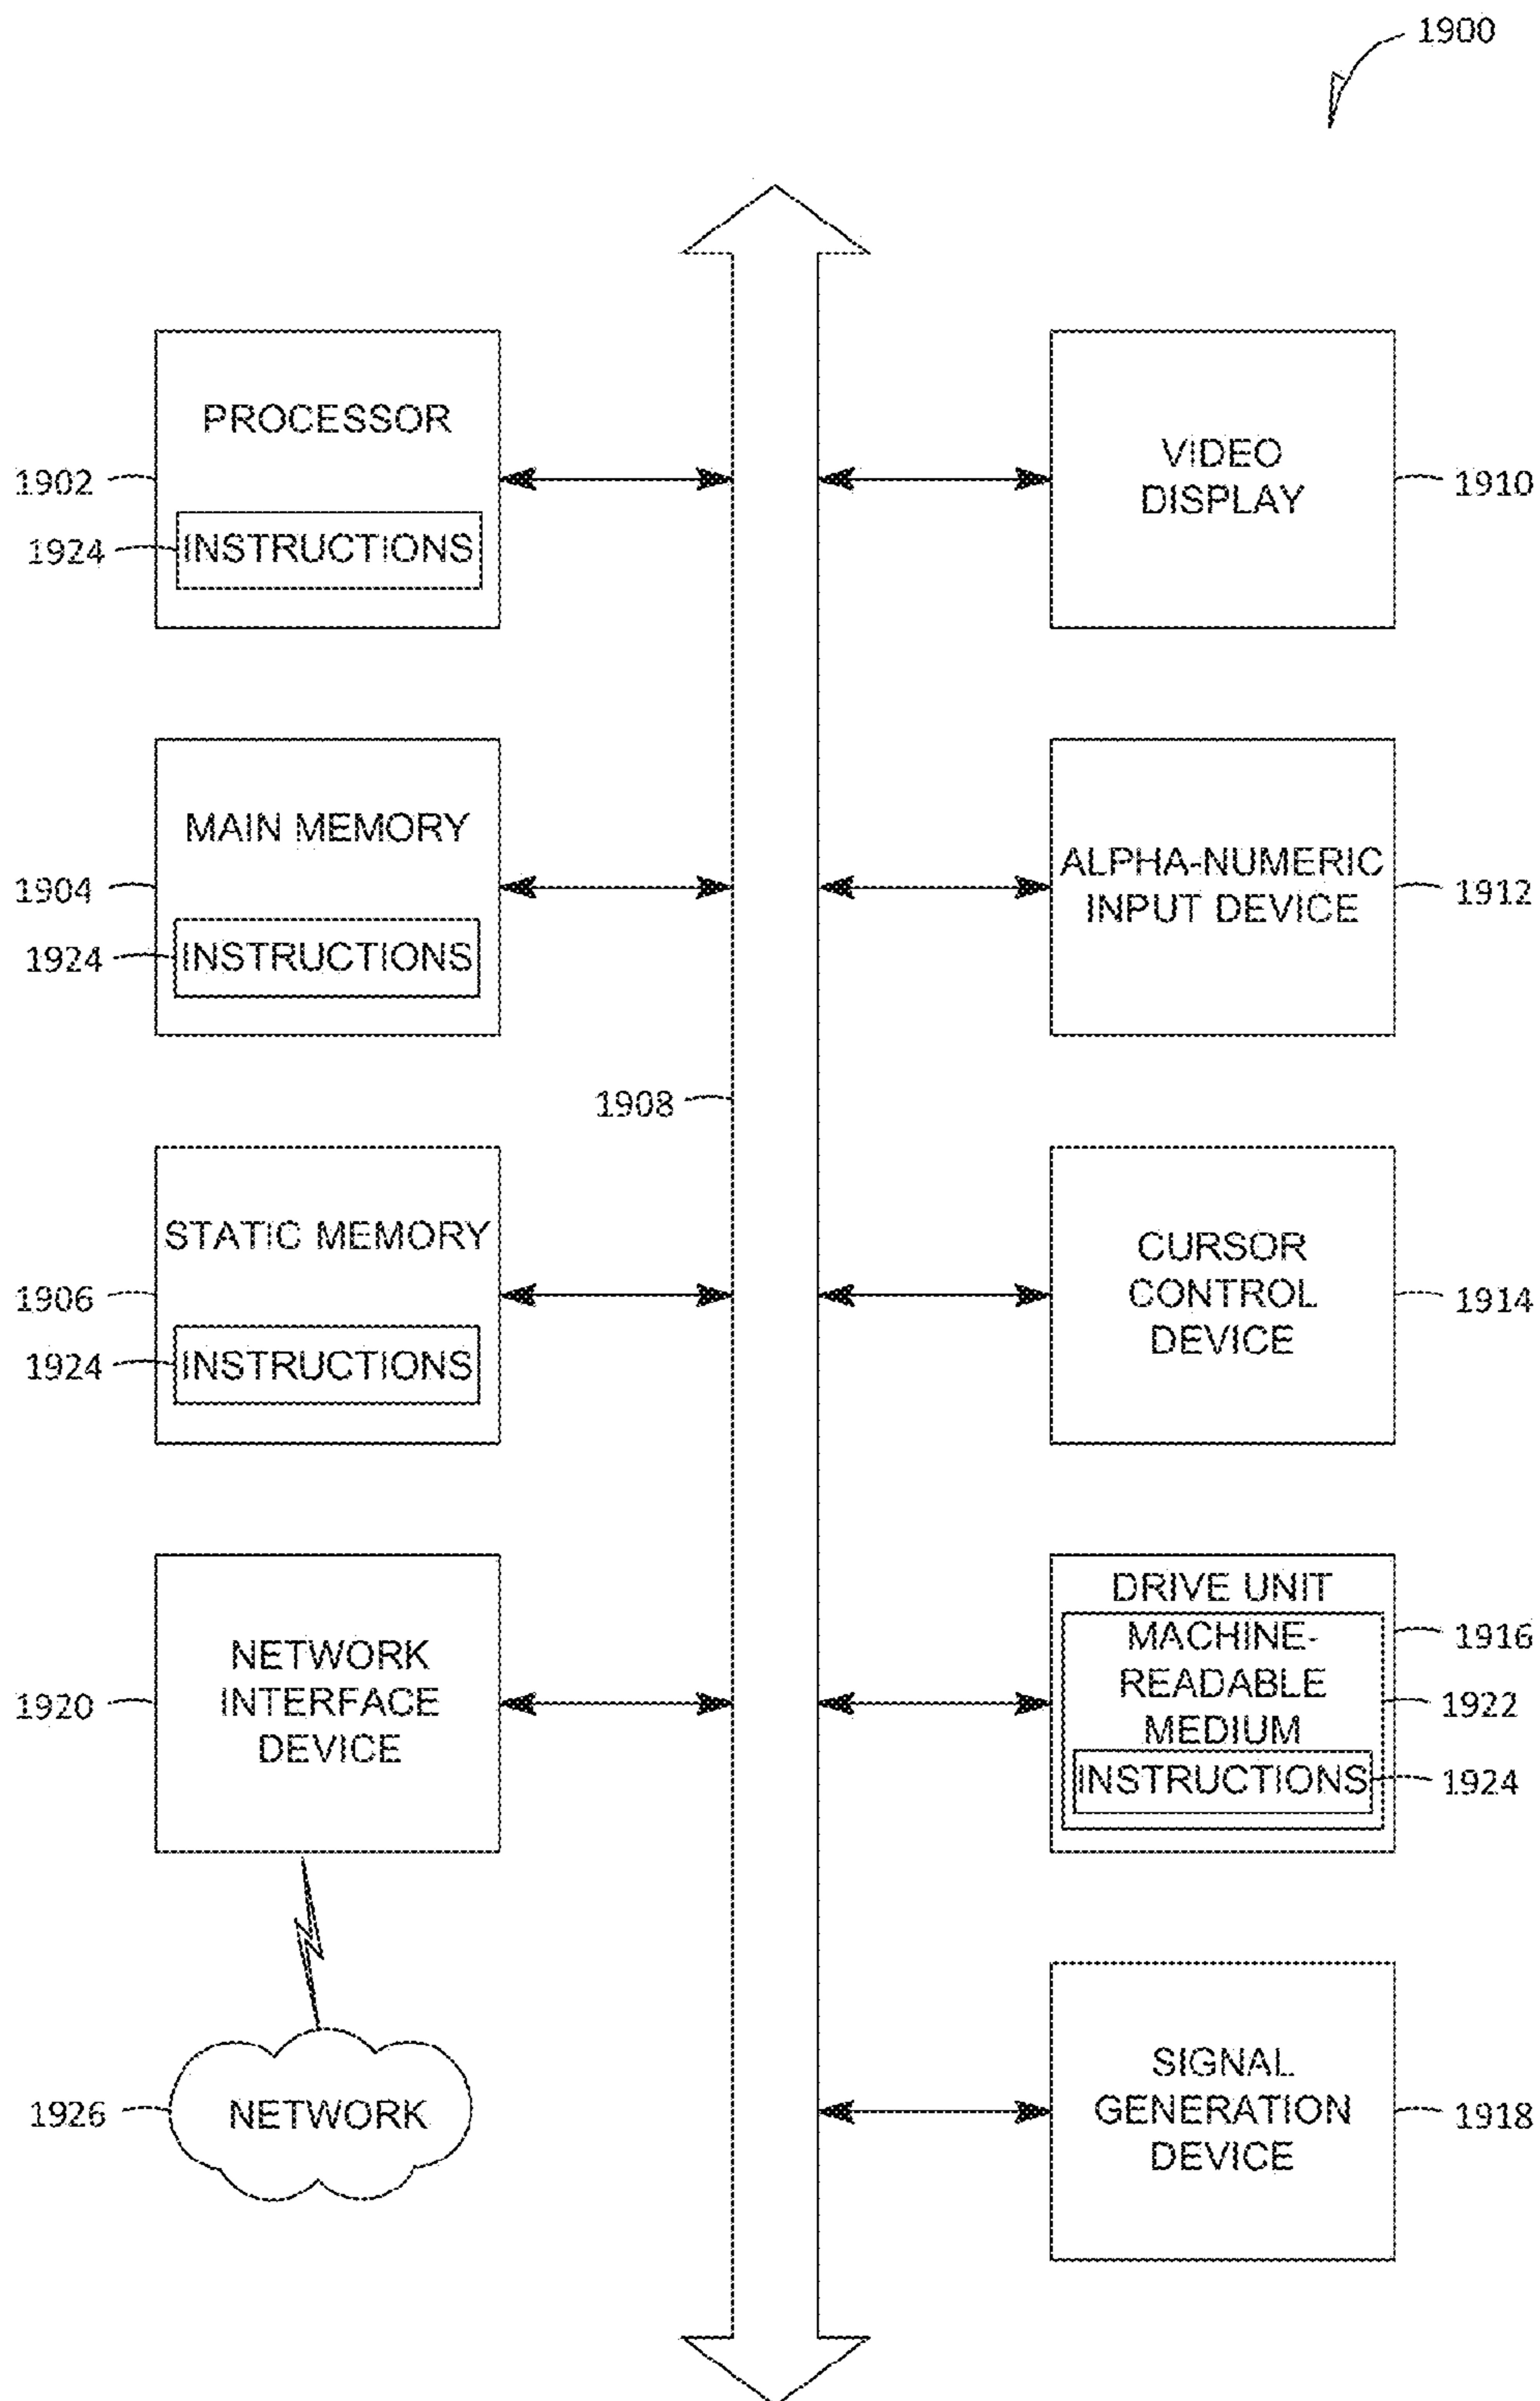 1900
PROCESSOR
1902
1924
INSTRUCTIONS
VIDEO
DISPLAY
1910
MAIN MEMORY
1904
1924
INSTRUCTIONS
ALPHA-NUMERIC
INPUT DEVICE
1912
1908
STATIC MEMORY
1906
1924
INSTRUCTIONS
CURSOR
CONTROL
DEVICE
1914
NETWORK
INTERFACE
DEVICE
1920
DRIVE UNIT
1916
MACHINE-
READABLE
MEDIUM
1922
INSTRUCTIONS
1924
1926
NETWORK
SIGNAL
GENERATION
DEVICE
1918